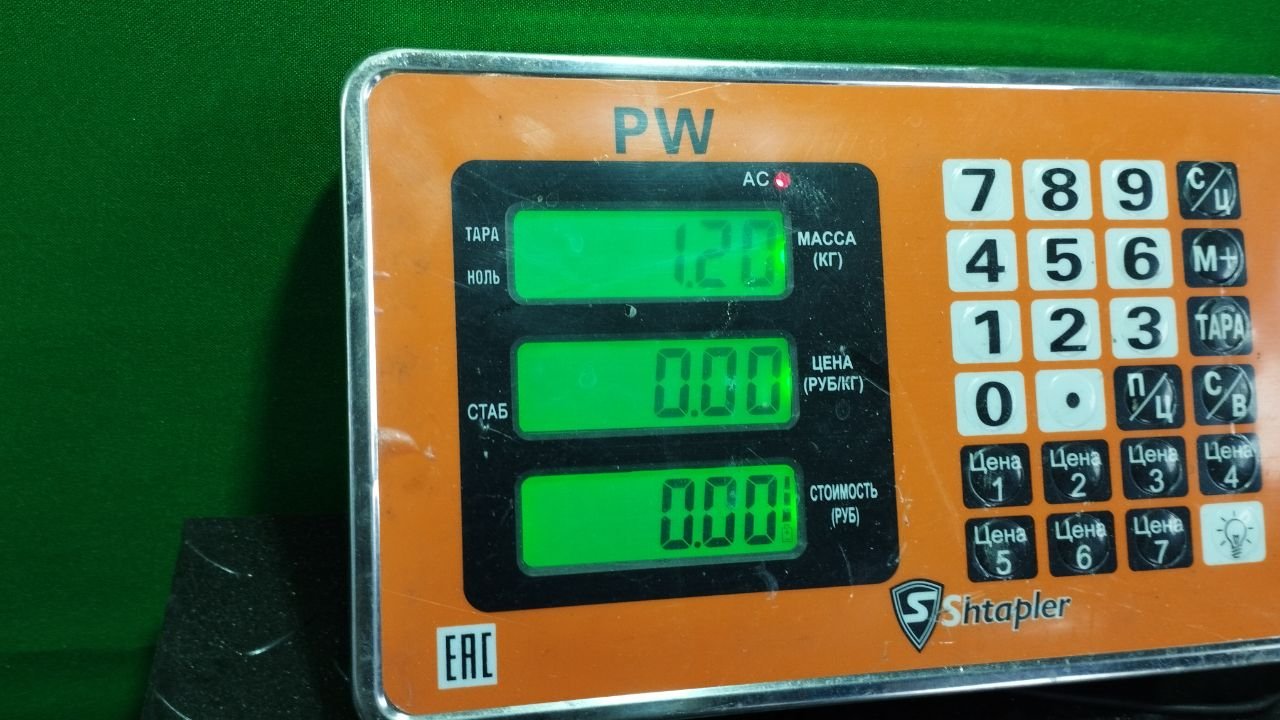 PW
AC
ТАРА
НОЛЬ
1.20
МАССА
(КГ)
0.00
ЦЕНА
(РУБ/КГ)
СТАБ
0.00
СТОИМОСТЬ
(РУБ)
7 8 9 С/Ц
4 5 6 М+
1 2 3 ТАРА
0 . П/Ц С/В
Цена 1 Цена 2 Цена 3 Цена 4
Цена 5 Цена 6 Цена 7
S Shtapler
EAC